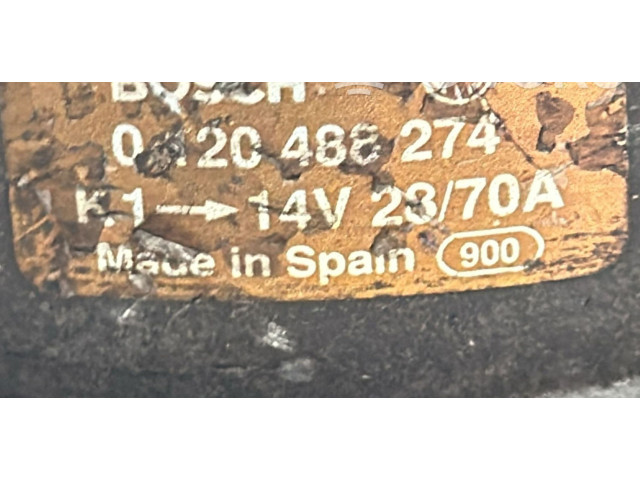 BOSCH
0 120 488 274
K1→ 14V 23/70A
Made in Spain 900